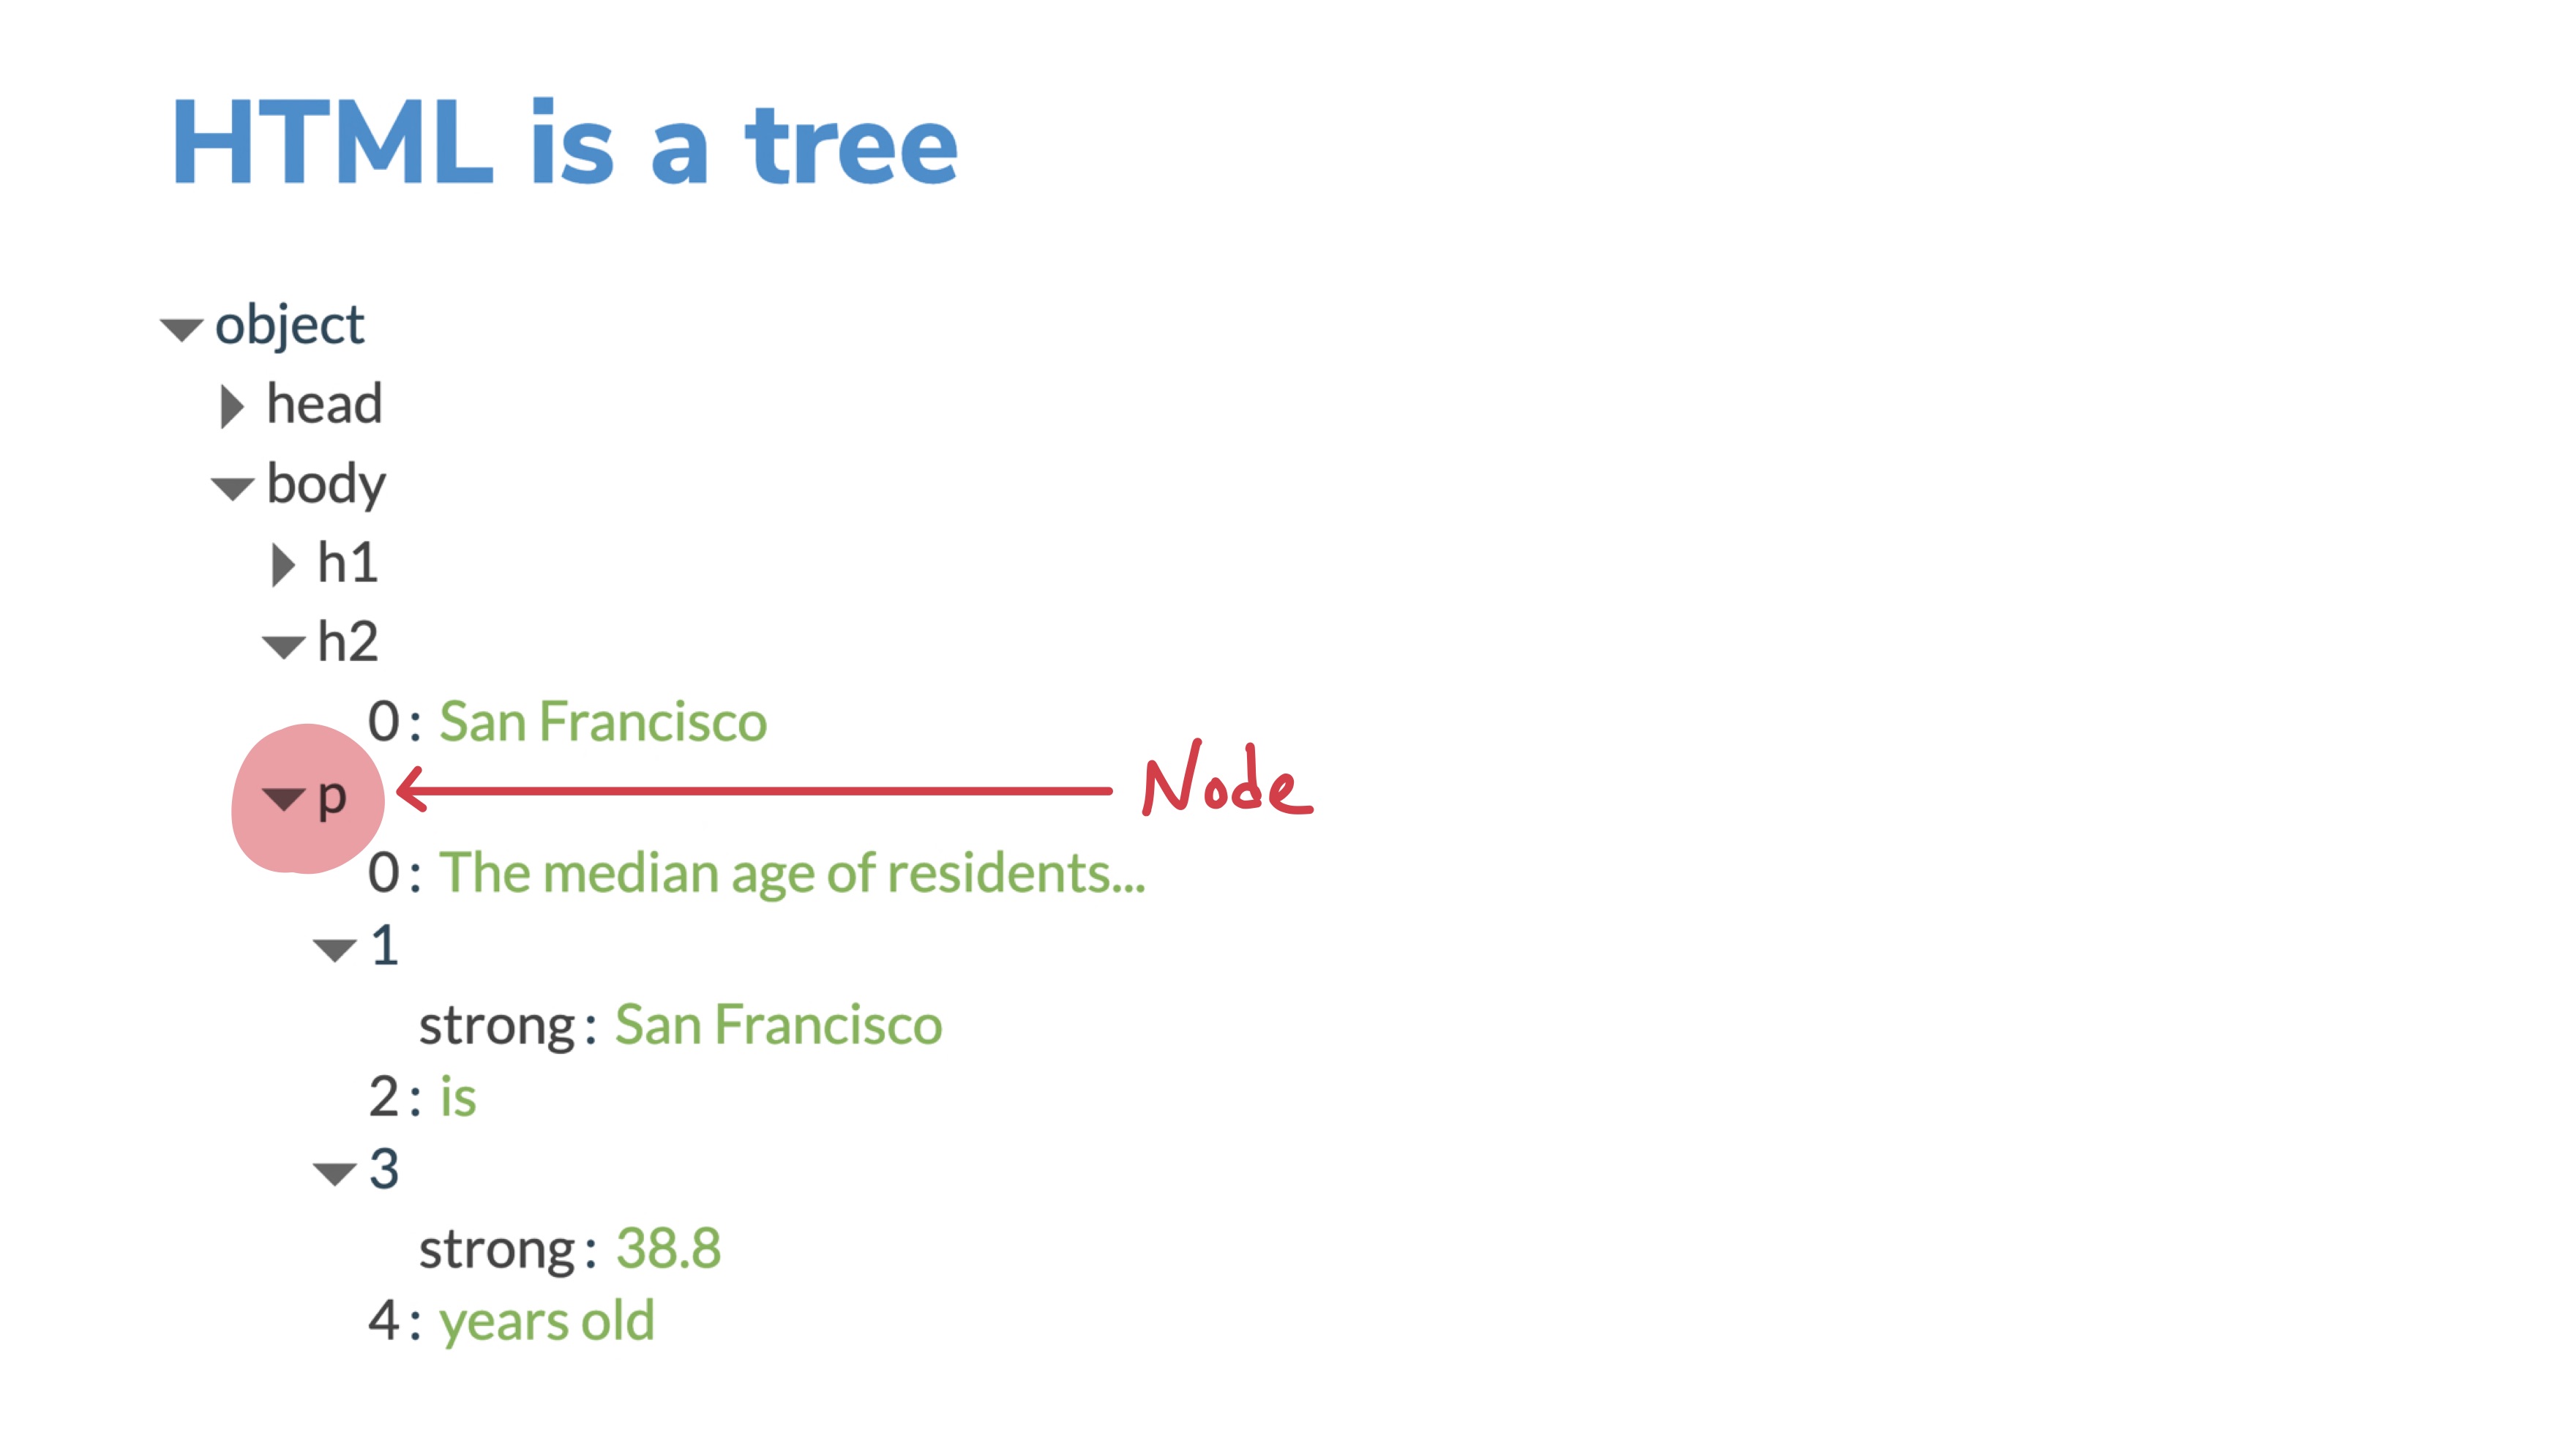 HTML is a tree
object
head
body
h1
h2
0: San Francisco
p
Node
0: The median age of residents...
1
strong: San Francisco
2: is
3
strong: 38.8
4: years old